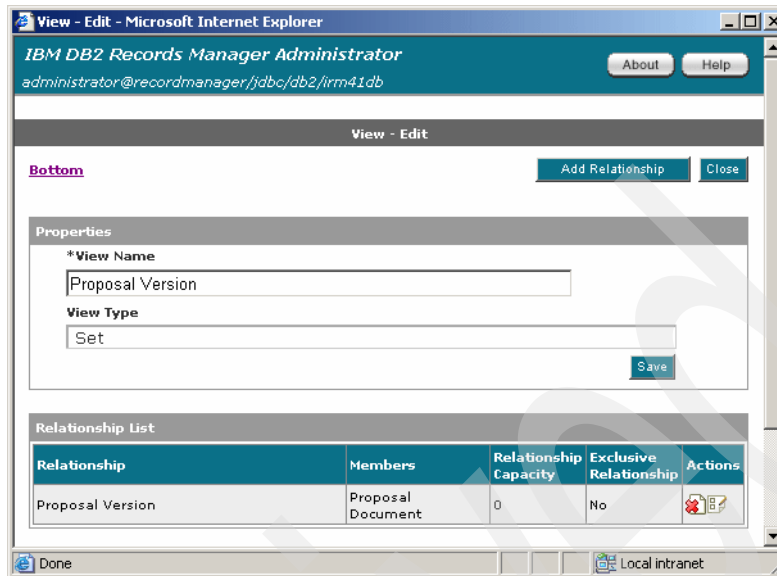 View - Edit - Microsoft Internet Explorer
IBM DB2 Records Manager Administrator
administrator@recordmanager/jdbc/db2/irm41db
About
Help
View - Edit
Bottom
Add Relationship
Close
Properties
*View Name
Proposal Version
View Type
Set
Save
Relationship List
Relationship
Members
Relationship
Capacity
Exclusive
Relationship
Actions
Proposal Version
Proposal
Document
0
No
Done
Local intranet